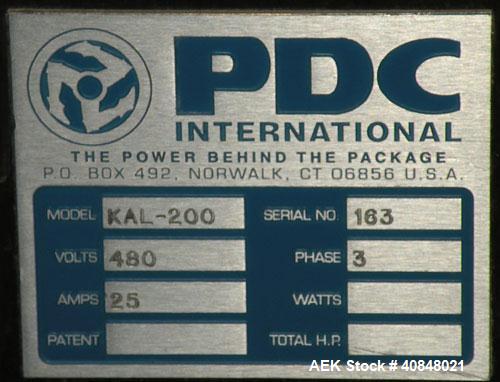 PDC
INTERNATIONAL
THE POWER BEHIND THE PACKAGE
P.O. BOX 492, NORWALK, CT 06856 U.S.A.
MODEL KAL-200 SERIAL NO. 163
VOLTS 480 PHASE 3
AMPS 25 WATTS
PATENT TOTAL H.P.
AEK Stock # 40848021